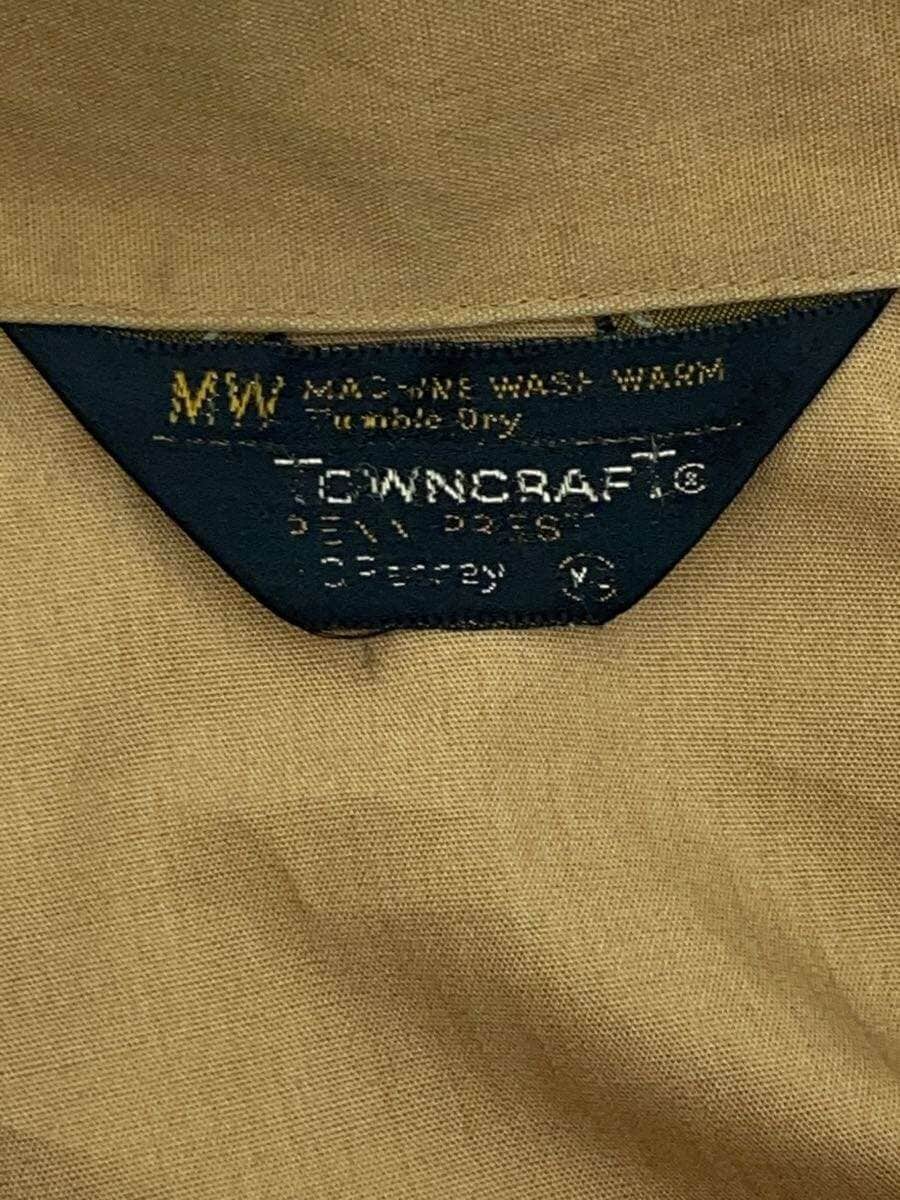 MW MACHINE WASH WARM
Tumble Dry
TOWNCRAFT®
PENN PREST
JCPenney